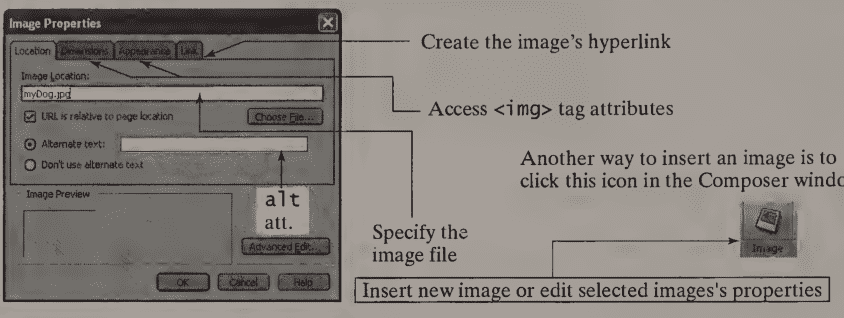 Image Properties
Location Dimensions Appearance Link
Create the image's hyperlink
Image Location:
myDog.jpg
Access <img> tag attributes
URL is relative to page location
Choose File...
Alternate text:
Don't use alternate text
Another way to insert an image is to
click this icon in the Composer windo
Image Preview
alt
att.
Specify the
image file
Advanced Edit...
Image
OK Cancel Help
Insert new image or edit selected images's properties